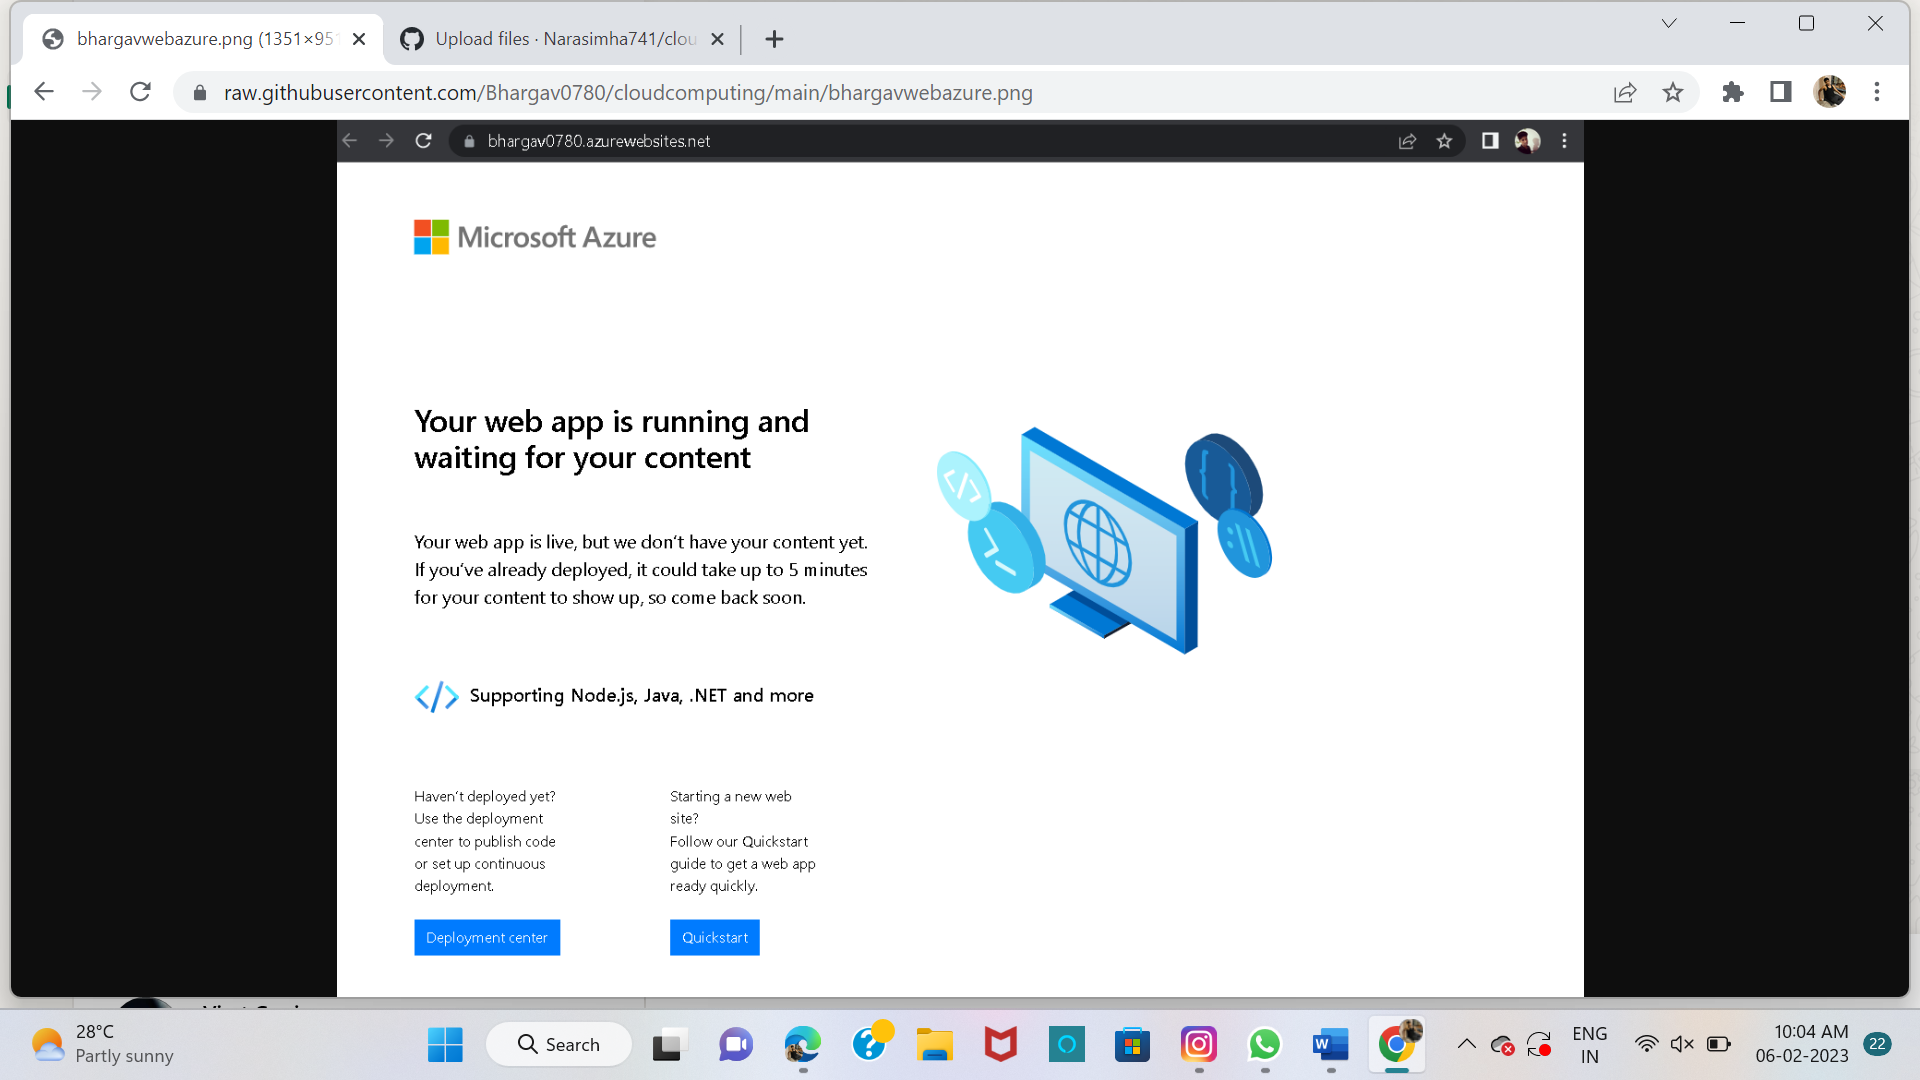 bhargavwebazure.png (1351×951
Upload files · Narasimha741/clou
raw.githubusercontent.com/Bhargav0780/cloudcomputing/main/bhargavwebazure.png
bhargav0780.azurewebsites.net
Microsoft Azure
Your web app is running and
waiting for your content
Your web app is live, but we don't have your content yet.
If you've already deployed, it could take up to 5 minutes
for your content to show up, so come back soon.
</> Supporting Node.js, Java, .NET and more
Haven't deployed yet?
Use the deployment
center to publish code
or set up continuous
deployment.
Deployment center
Starting a new web
site?
Follow our Quickstart
guide to get a web app
ready quickly.
Quickstart
28°C
Partly sunny
Search
ENG
IN
10:04 AM
06-02-2023
22